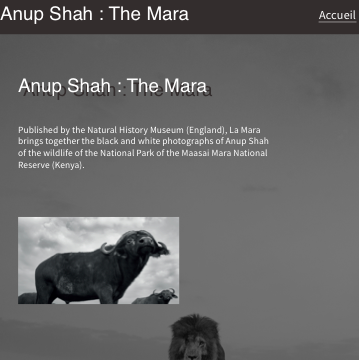 Anup Shah : The Mara
Accueil
Anup Shah : The Mara
Published by the Natural History Museum (England), La Mara
brings together the black and white photographs of Anup Shah
of the wildlife of the National Park of the Maasai Mara National
Reserve (Kenya).